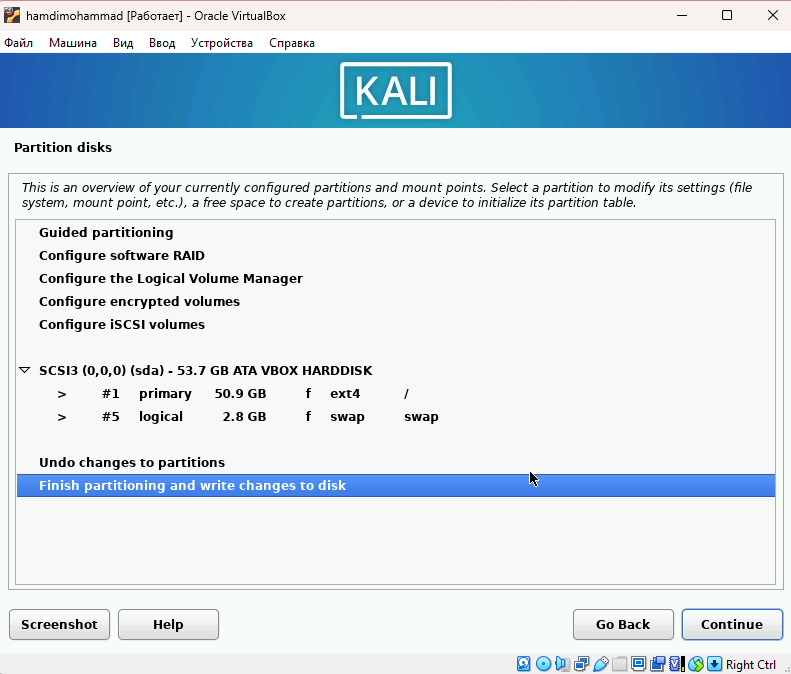 hamdimohammad [Работает] - Oracle VirtualBox
Файл Машина Вид Ввод Устройства Справка
KALI
Partition disks
This is an overview of your currently configured partitions and mount points. Select a partition to modify its settings (file
system, mount point, etc.), a free space to create partitions, or a device to initialize its partition table.
Guided partitioning
Configure software RAID
Configure the Logical Volume Manager
Configure encrypted volumes
Configure iSCSI volumes
SCSI3 (0,0,0) (sda) - 53.7 GB ATA VBOX HARDDISK
> #1 primary 50.9 GB f ext4 /
> #5 logical 2.8 GB f swap swap
Undo changes to partitions
Finish partitioning and write changes to disk
Screenshot Help Go Back Continue
Right Ctrl